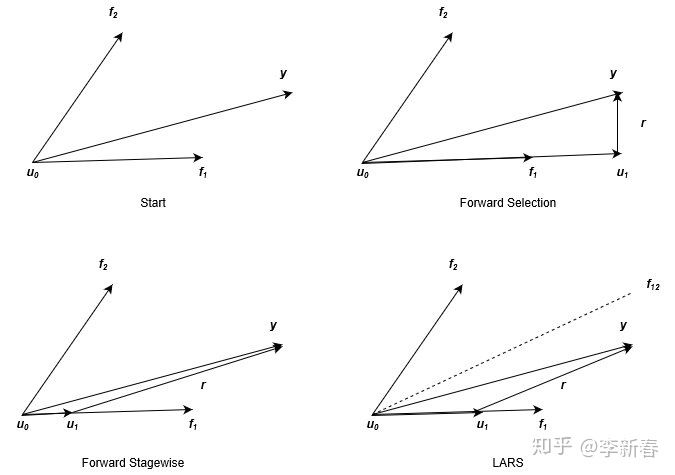 f2
y
u0
f1
Start
f2
y
r
u0
f1
u1
Forward Selection
f2
y
r
u0
u1
f1
Forward Stagewise
f2
f12
y
r
u0
u1
f1
LARS
知乎 @李新春